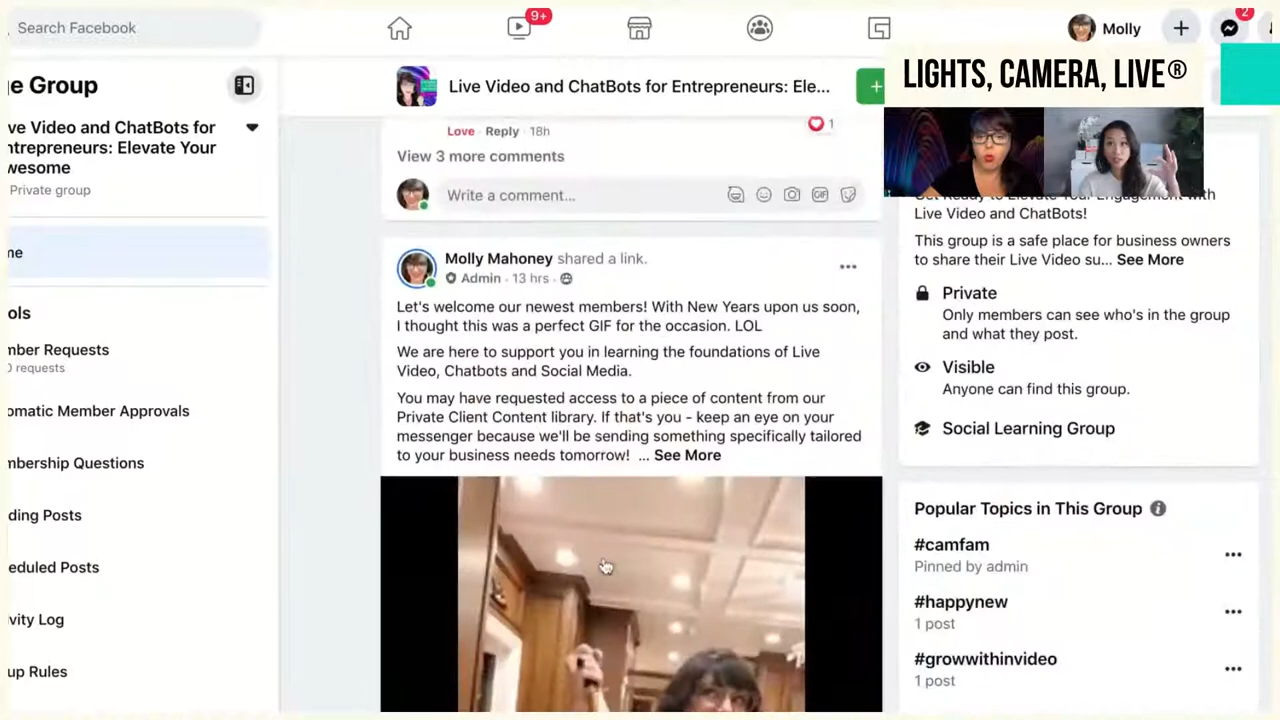 Search Facebook
9+
Molly
2
LIGHTS, CAMERA, LIVE®
e Group
Live Video and ChatBots for Entrepreneurs: Ele...
ve Video and ChatBots for
ntrepreneurs: Elevate Your
wesome
Private group
me
ols
mber Requests
0 requests
omatic Member Approvals
mbership Questions
ding Posts
eduled Posts
vity Log
up Rules
Love · Reply · 18h
1
View 3 more comments
Write a comment...
GIF
Molly Mahoney shared a link.
Admin · 13 hrs ·
Let's welcome our newest members! With New Years upon us soon,
I thought this was a perfect GIF for the occasion. LOL
We are here to support you in learning the foundations of Live
Video, Chatbots and Social Media.
You may have requested access to a piece of content from our
Private Client Content library. If that's you - keep an eye on your
messenger because we'll be sending something specifically tailored
to your business needs tomorrow! ... See More
Get Ready to Elevate Your Engagement with
Live Video and ChatBots!
This group is a safe place for business owners
to share their Live Video su... See More
Private
Only members can see who's in the group
and what they post.
Visible
Anyone can find this group.
Social Learning Group
Popular Topics in This Group
#camfam
Pinned by admin
#happynew
1 post
#growwithinvideo
1 post